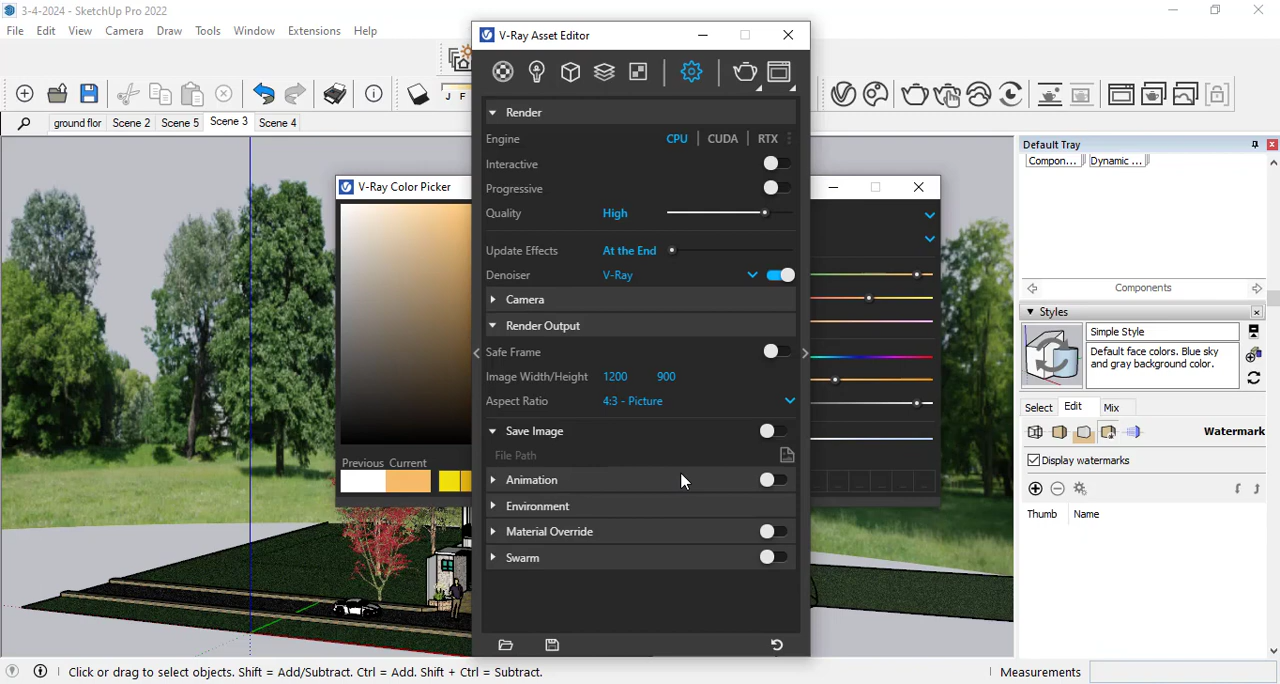 3-4-2024 - SketchUp Pro 2022
File Edit View Camera Draw Tools Window Extensions Help
ground flor Scene 2 Scene 5 Scene 3 Scene 4
V-Ray Color Picker
Previous Current
V-Ray Asset Editor
Render
Engine CPU CUDA RTX
Interactive
Progressive
Quality High
Update Effects At the End
Denoiser V-Ray
Camera
Render Output
Safe Frame
Image Width/Height 1200 900
Aspect Ratio 4:3 - Picture
Save Image
File Path
Animation
Environment
Material Override
Swarm
Default Tray
Compon... Dynamic ...
Components
Styles
Simple Style
Default face colors. Blue sky
and gray background color.
Select Edit Mix
Watermark
Display watermarks
Thumb Name
Click or drag to select objects. Shift = Add/Subtract. Ctrl = Add. Shift + Ctrl = Subtract.
Measurements